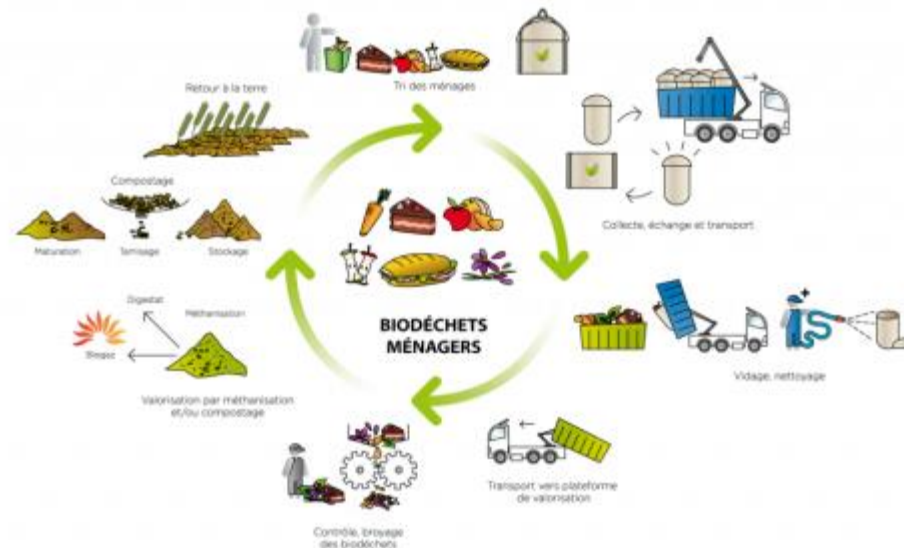 Tri des ménages
Retour à la terre
Collecte, échange et transport
Compostage
Maturation
Tamisage
Stockage
BIODÉCHETS
MÉNAGERS
Vidage, nettoyage
Digestat
Méthanisation
Biogaz
Valorisation par méthanisation
et/ou compostage
Transport vers plateforme
de valorisation
Contrôle, broyage
des biodéchets